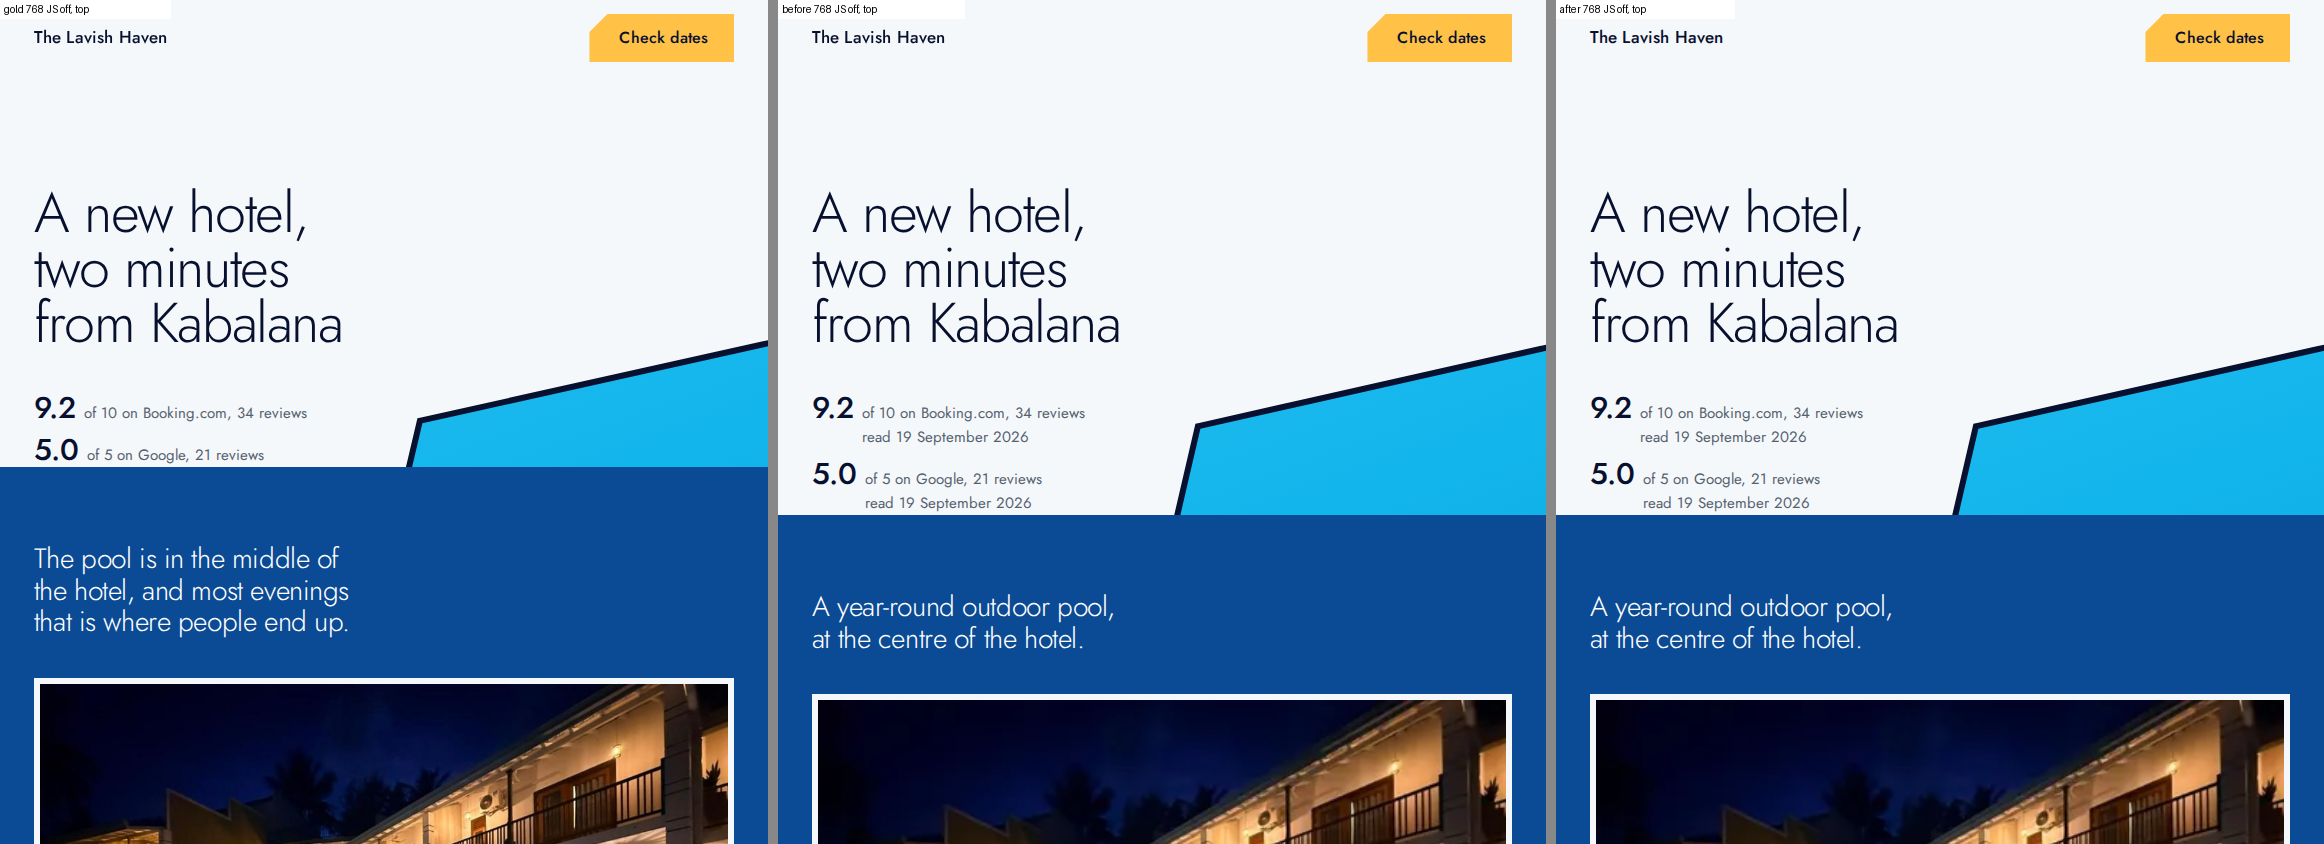 gold 768 JS off, top
The Lavish Haven
Check dates
A new hotel,
two minutes
from Kabalana
9.2 of 10 on Booking.com, 34 reviews
5.0 of 5 on Google, 21 reviews
The pool is in the middle of
the hotel, and most evenings
that is where people end up.
before 768 JS off, top
The Lavish Haven
Check dates
A new hotel,
two minutes
from Kabalana
9.2 of 10 on Booking.com, 34 reviews
read 19 September 2026
5.0 of 5 on Google, 21 reviews
read 19 September 2026
A year-round outdoor pool,
at the centre of the hotel.
after 768 JS off, top
The Lavish Haven
Check dates
A new hotel,
two minutes
from Kabalana
9.2 of 10 on Booking.com, 34 reviews
read 19 September 2026
5.0 of 5 on Google, 21 reviews
read 19 September 2026
A year-round outdoor pool,
at the centre of the hotel.